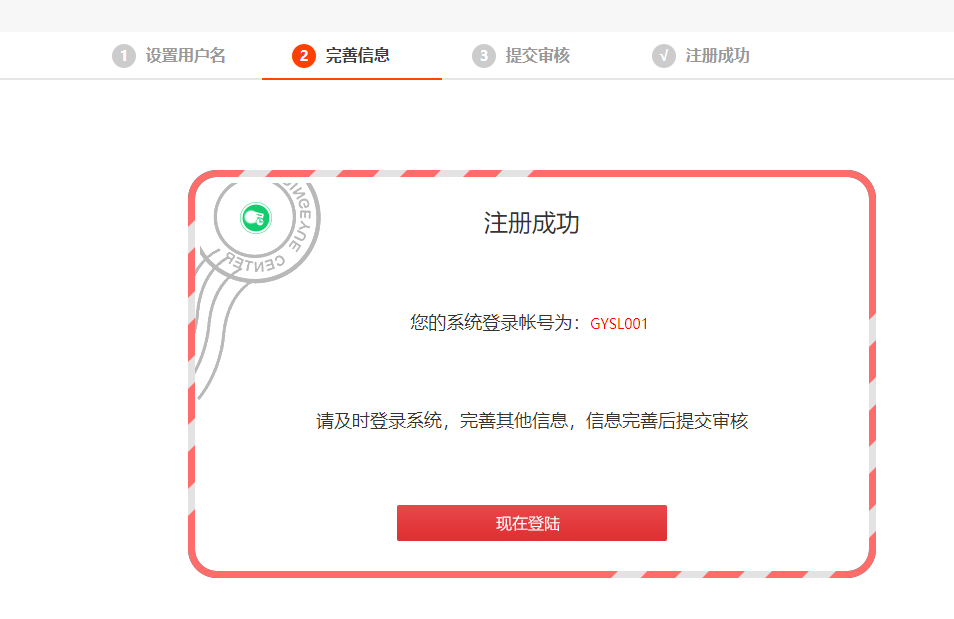 1 设置用户名
2 完善信息
3 提交审核
√ 注册成功
CENTER
注册成功
您的系统登录帐号为：GYSL001
请及时登录系统，完善其他信息，信息完善后提交审核
现在登陆